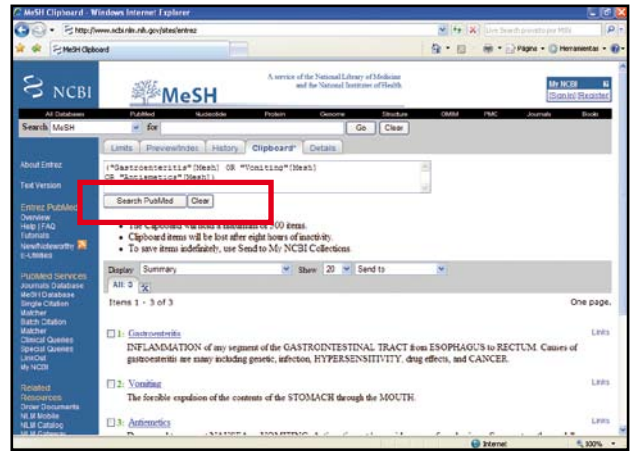 MeSH Clipboard - Windows Internet Explorer
http://www.ncbi.nlm.nih.gov/sites/entrez
Live Search
MeSH Clipboard
Página
Herramientas
NCBI
MeSH
A service of the National Library of Medicine
and the National Institutes of Health
My NCBI
[Sign In] [Register]
All Databases PubMed Nucleotide Protein Genome Structure OMIM PMC Journals Books
Search MeSH for Go Clear
Limits Preview/Index History Clipboard Details
About Entrez
Text Version
("Gastroenteritis"[Mesh] OR "Vomiting"[Mesh]
OR "Antiemetics"[Mesh])
Search PubMed Clear
Entrez PubMed
Overview
Help | FAQ
Tutorials
New/Noteworthy
E-Utilities
The Clipboard will hold a maximum of 500 items.
Clipboard items will be lost after eight hours of inactivity.
To save items indefinitely, use Send to My NCBI Collections.
PubMed Services
Journals Database
MeSH Database
Single Citation
Matcher
Batch Citation
Matcher
Clinical Queries
Special Queries
LinkOut
My NCBI
Display Summary Show 20 Send to
All: 3
Items 1 - 3 of 3
One page.
1: Gastroenteritis
Links
INFLAMMATION of any segment of the GASTROINTESTINAL TRACT from ESOPHAGUS to RECTUM. Causes of
gastroenteritis are many including genetic, infection, HYPERSENSITIVITY, drug effects, and CANCER.
2: Vomiting
Links
The forcible expulsion of the contents of the STOMACH through the MOUTH.
Related
Resources
Order Documents
NLM Mobile
NLM Catalog
NLM Gateway
3: Antiemetics
Links
Internet
100%